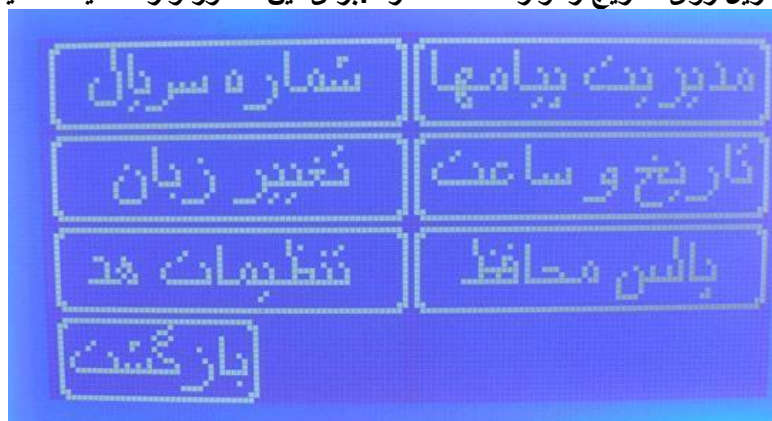 مدیریت پیامها شماره سریال
تاریخ و ساعت تغییر زبان
پالس محافظ تنظیمات هد
بازگشت